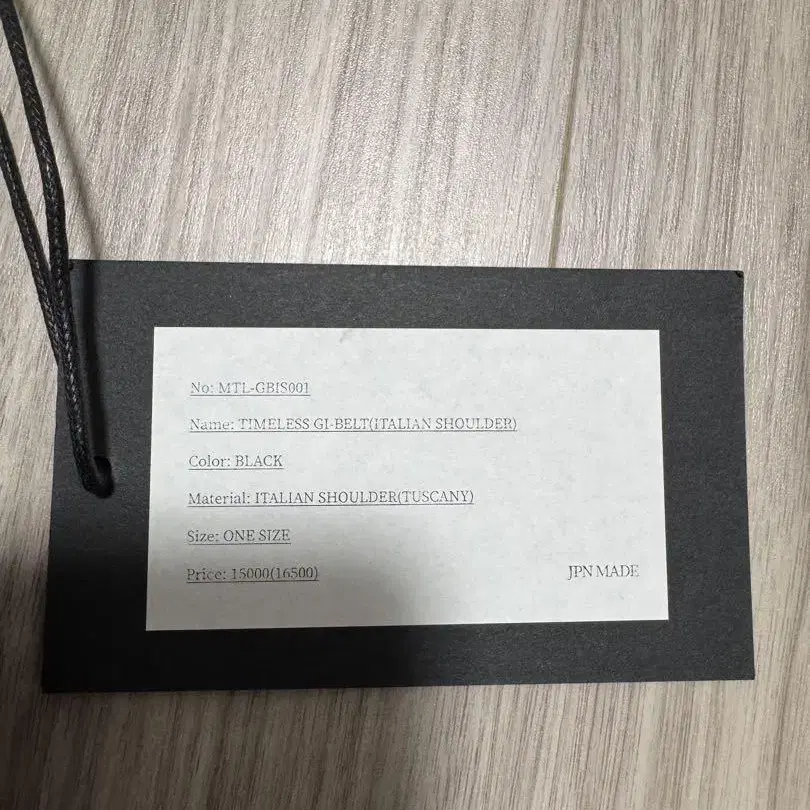 No: MTL-GBIS001
Name: TIMELESS GI-BELT(ITALIAN SHOULDER)
Color: BLACK
Material: ITALIAN SHOULDER(TUSCANY)
Size: ONE SIZE
Price: 15000(16500)
JPN MADE